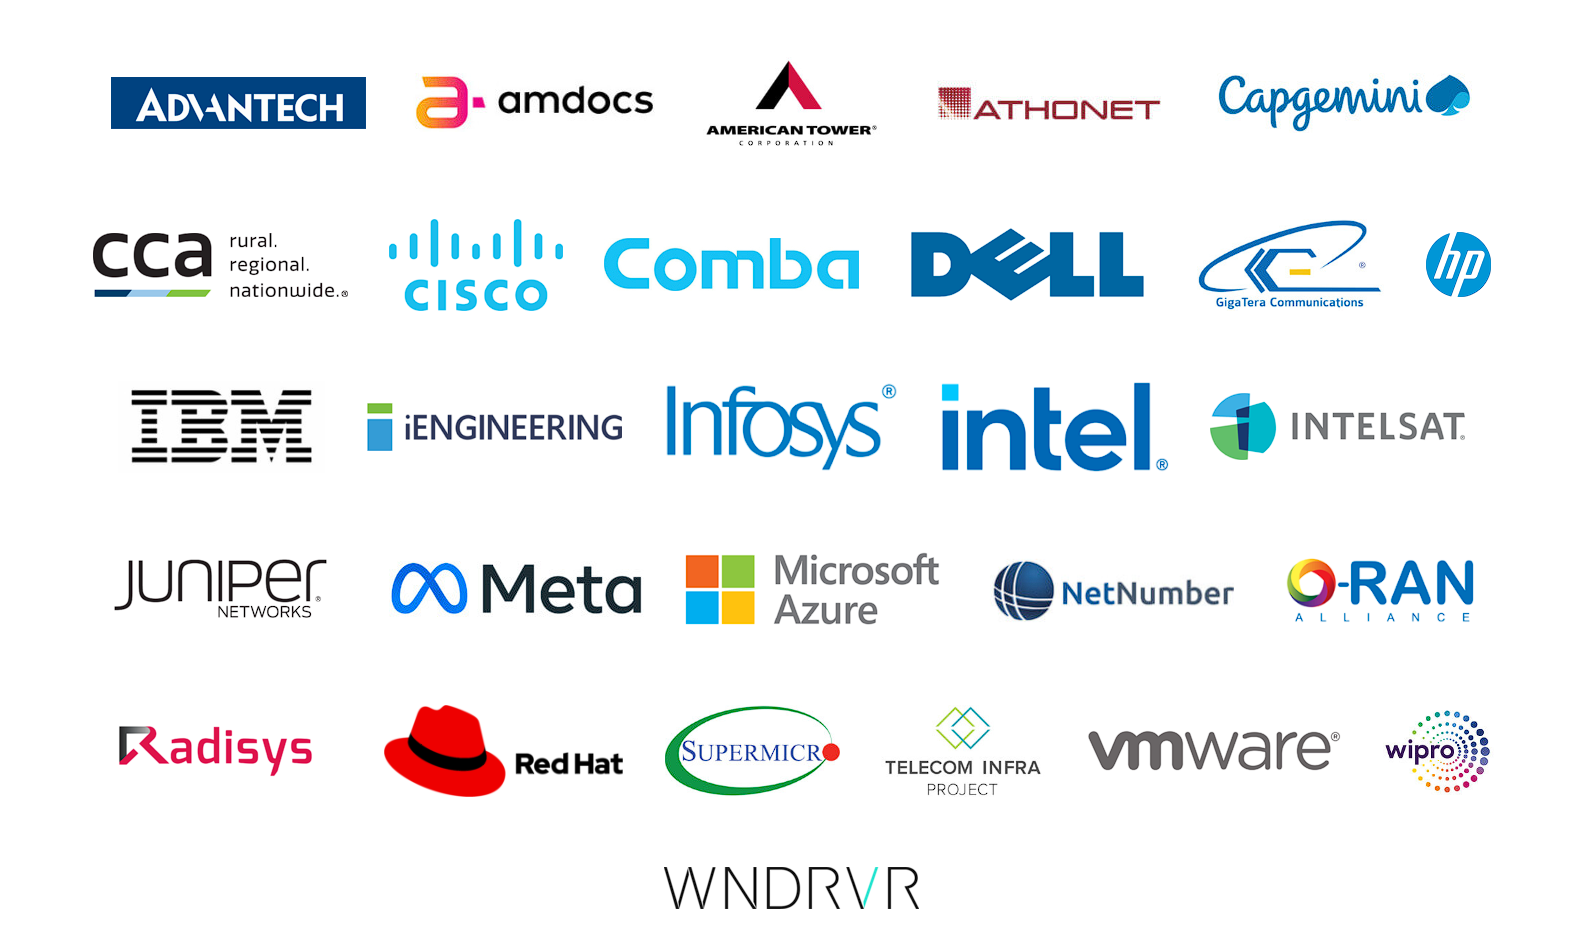 ADVANTECH
amdocs
AMERICAN TOWER®
CORPORATION
ATHONET
Capgemini
cca
rural.
regional.
nationwide.®
CISCO
Comba
DELL
GigaTera Communications
®
hp
IBM
iENGINEERING
Infosys®
intel®
INTELSAT®
JUNIPER®
NETWORKS
Meta
Microsoft
Azure
NetNumber
O-RAN
ALLIANCE
Radisys
Red Hat
SUPERMICR
TELECOM INFRA
PROJECT
vmware®
wipro
WNDRVR